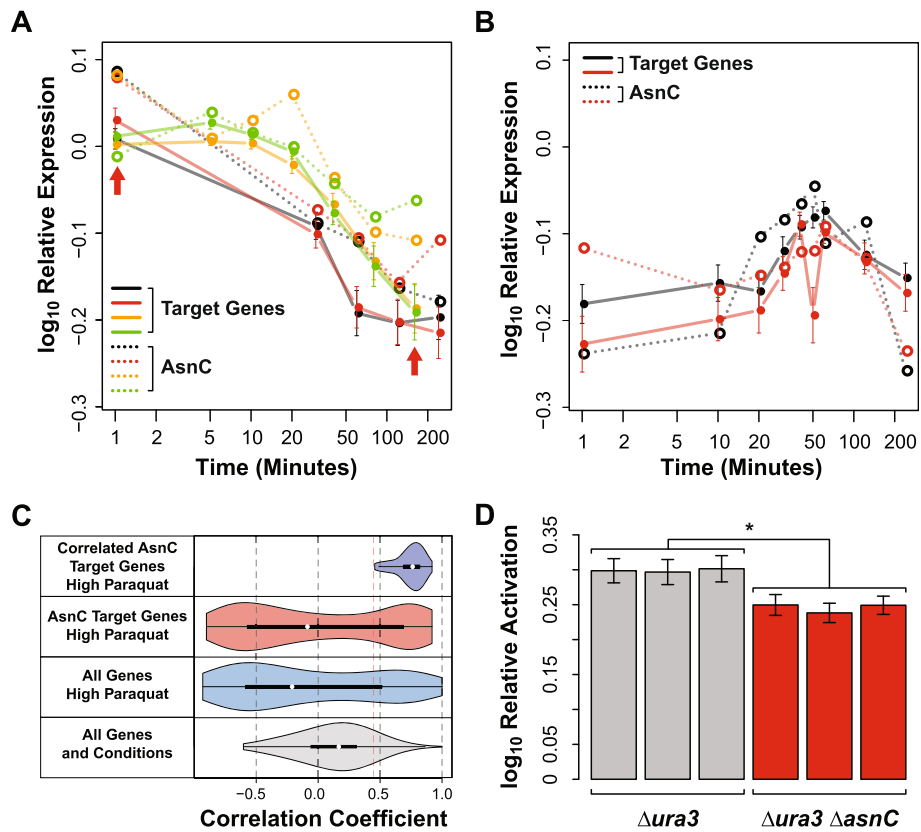 A
log10 Relative Expression
0.1
0.0
−0.1
−0.2
−0.3
Target Genes
AsnC
1 2 5 10 20 50 100 200
Time (Minutes)
B
log10 Relative Expression
0.1
0.0
−0.1
−0.2
−0.3
Target Genes
AsnC
1 2 5 10 20 50 100 200
Time (Minutes)
C
Correlated AsnC
Target Genes
High Paraquat
AsnC Target Genes
High Paraquat
All Genes
High Paraquat
All Genes
and Conditions
−0.5 0.0 0.5 1.0
Correlation Coefficient
D
log10 Relative Activation
0.35
0.25
0.15
0.05
0
*
Δura3
Δura3 ΔasnC